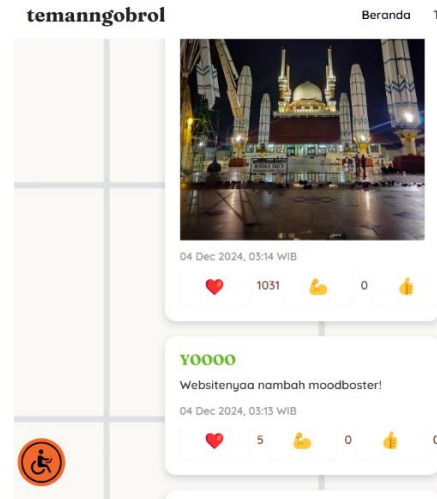 temanngobrol
Beranda T
04 Dec 2024, 03:14 WIB
1031 0
YOOOO
Websitenyaa nambah moodboster!
04 Dec 2024, 03:13 WIB
5 0 0